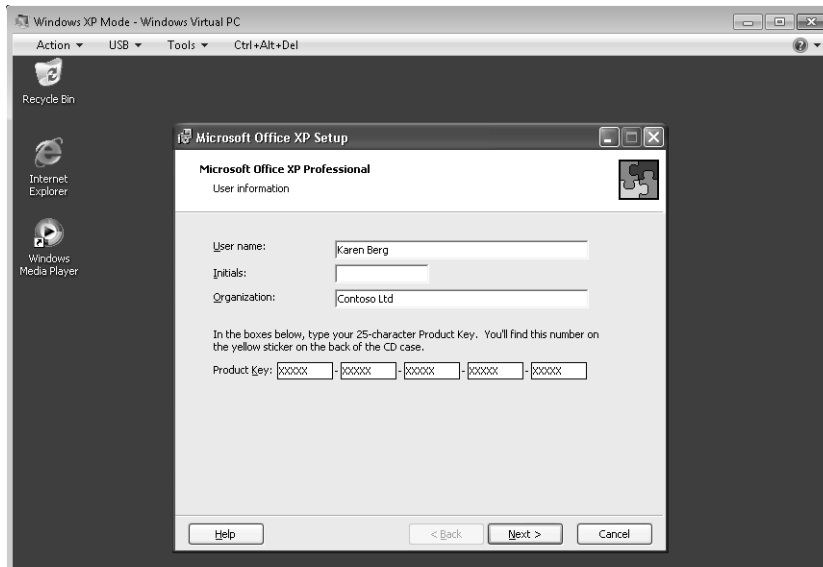 Windows XP Mode - Windows Virtual PC
Action USB Tools Ctrl+Alt+Del
Recycle Bin
Internet
Explorer
Windows
Media Player
Microsoft Office XP Setup
Microsoft Office XP Professional
User information
User name: Karen Berg
Initials:
Organization: Contoso Ltd
In the boxes below, type your 25-character Product Key. You'll find this number on
the yellow sticker on the back of the CD case.
Product Key: XXXXX - XXXXX - XXXXX - XXXXX - XXXXX
Help < Back Next > Cancel